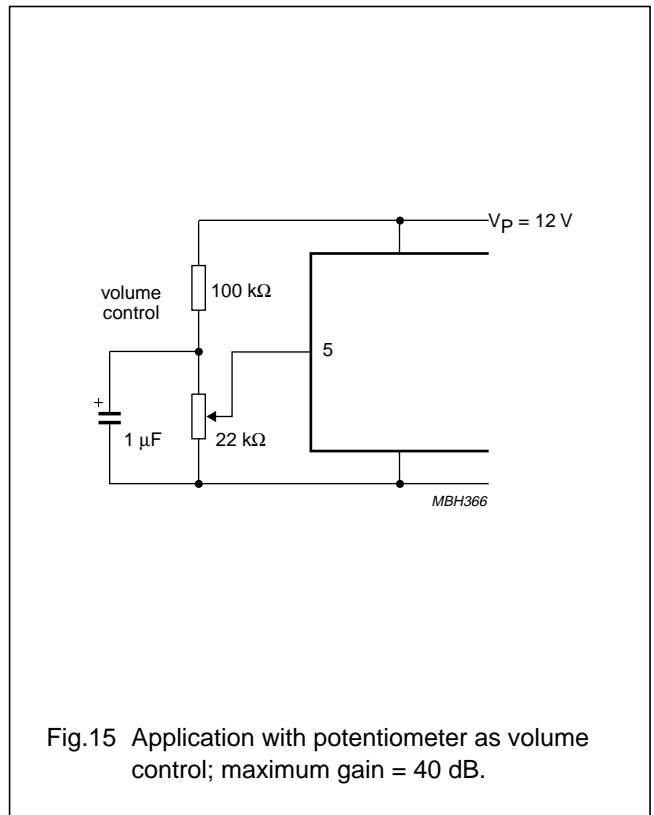 V_P = 12 V
volume
control
100 kΩ
5
+
1 μF
22 kΩ
MBH366
Fig.15 Application with potentiometer as volume
control; maximum gain = 40 dB.